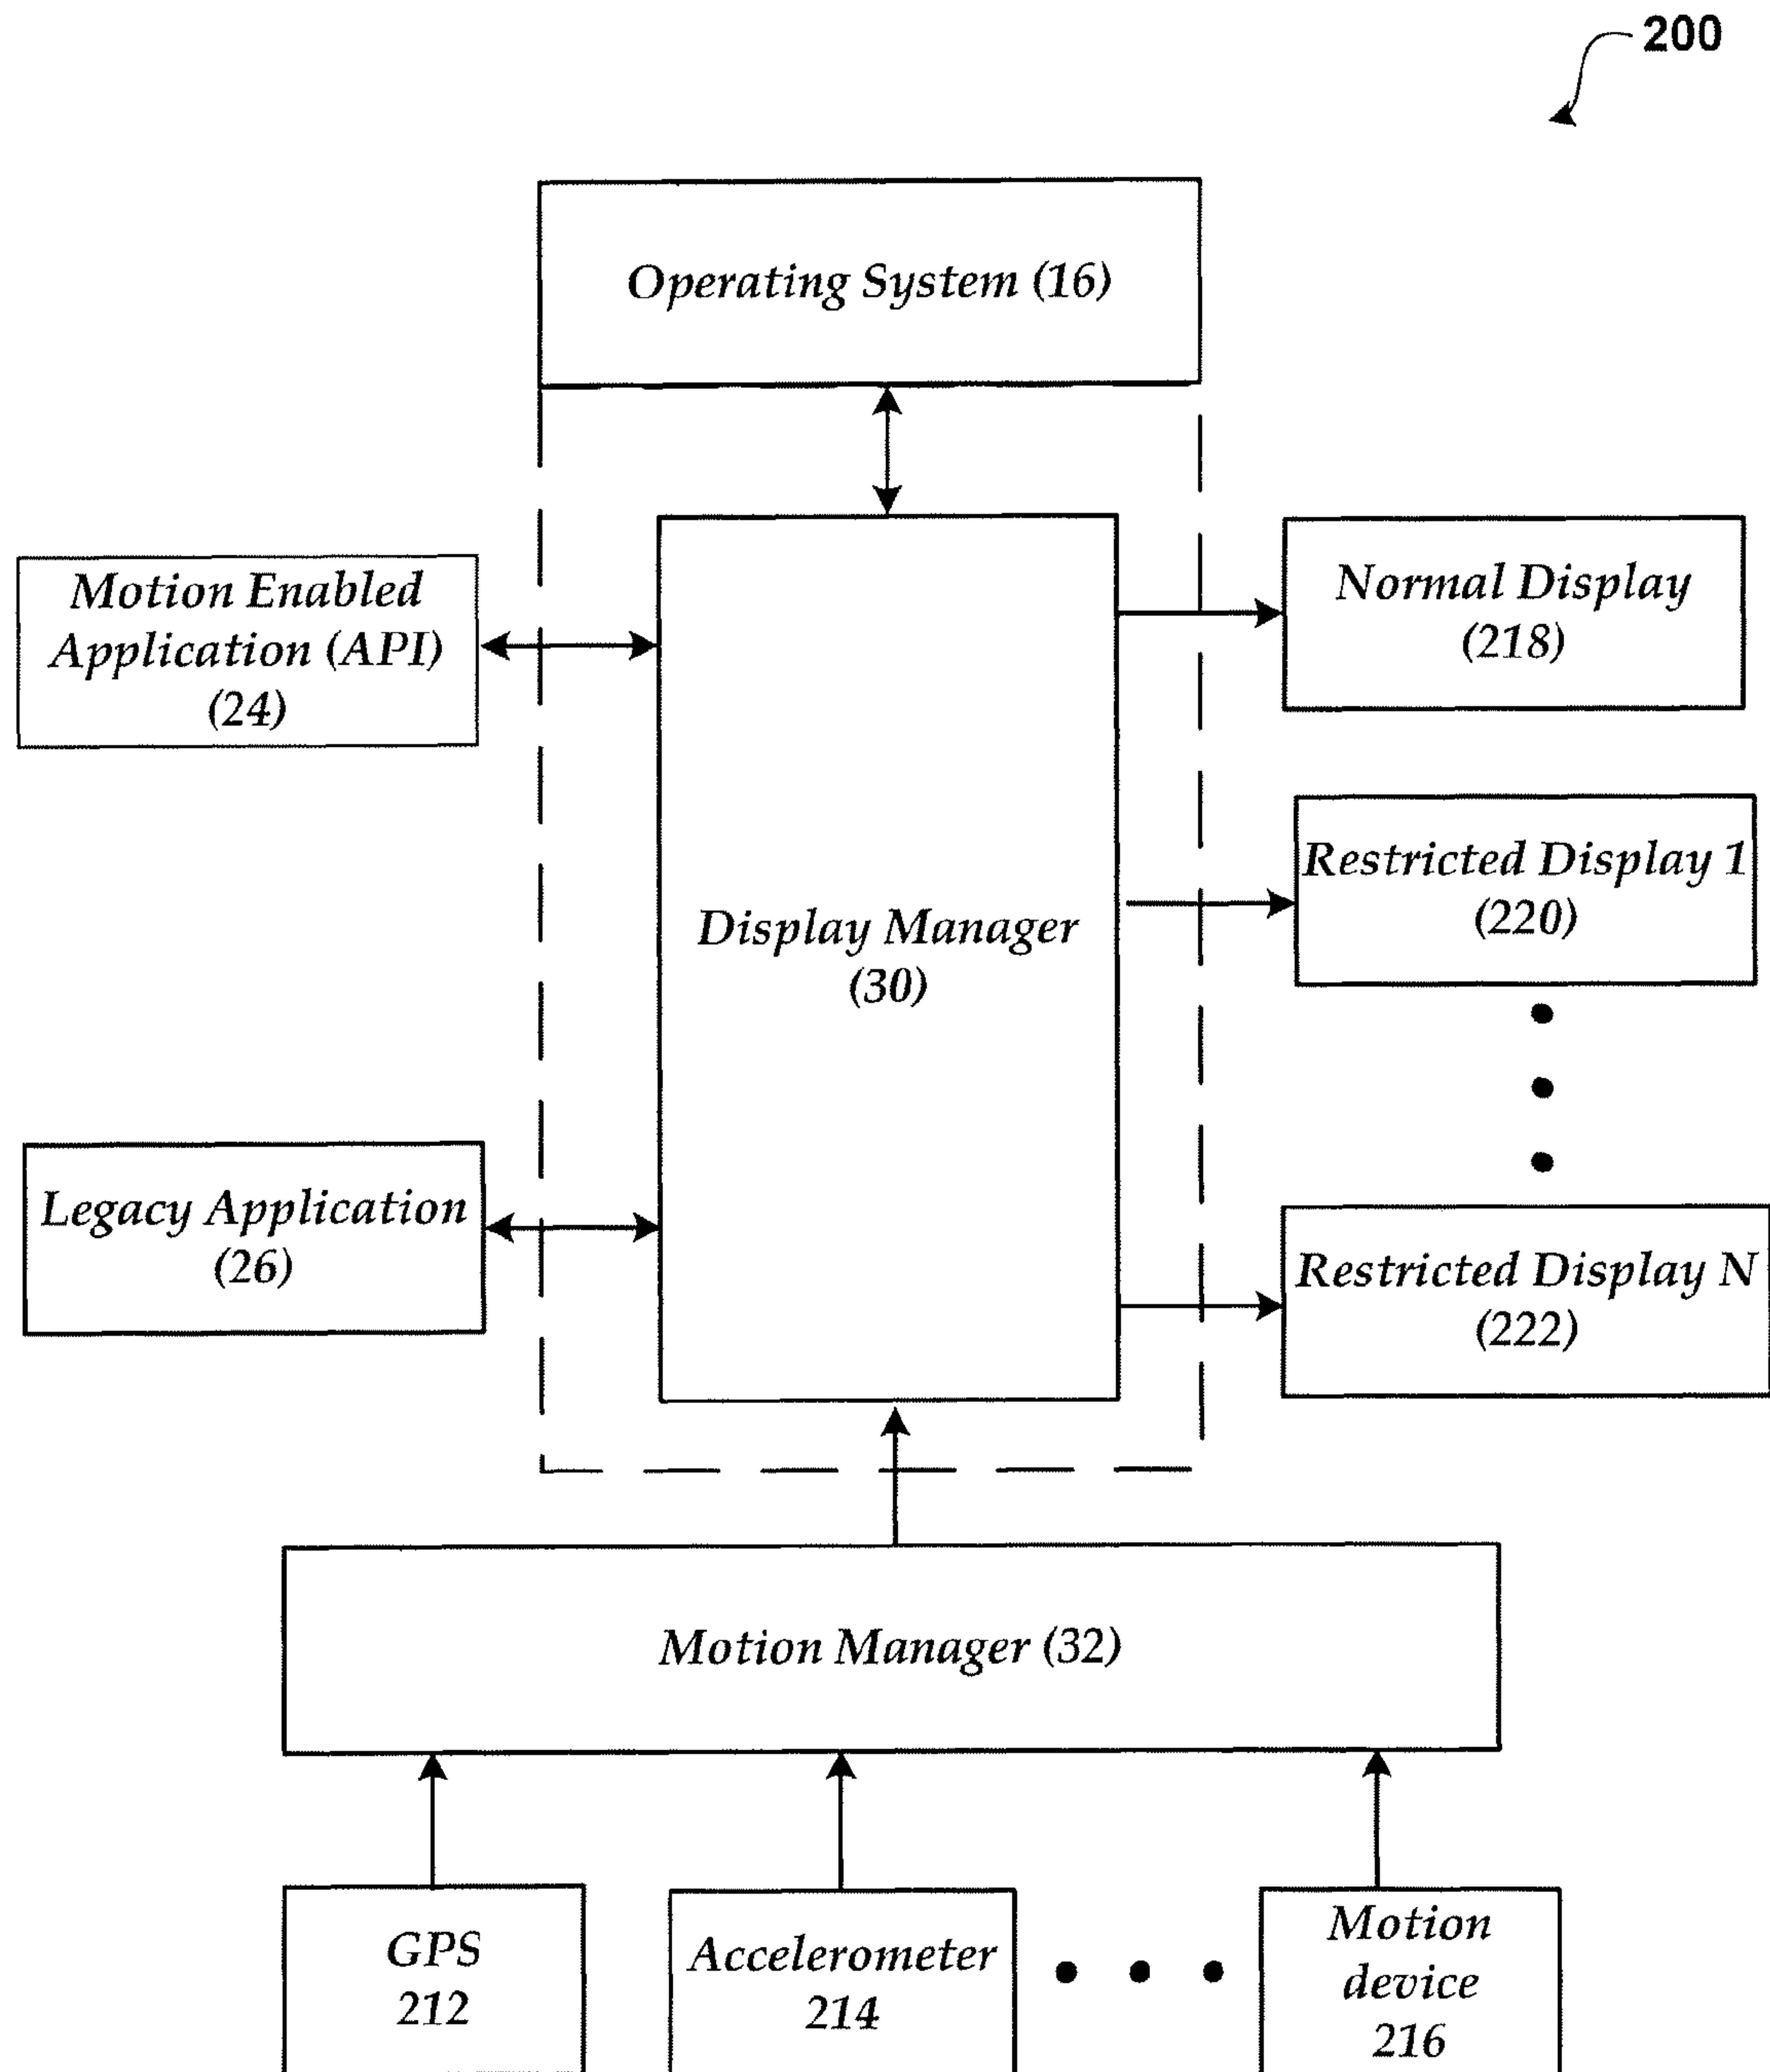 200
Operating System (16)
Motion Enabled
Application (API)
(24)
Normal Display
(218)
Restricted Display 1
(220)
Display Manager
(30)
Legacy Application
(26)
Restricted Display N
(222)
Motion Manager (32)
GPS
212
Accelerometer
214
Motion
device
216